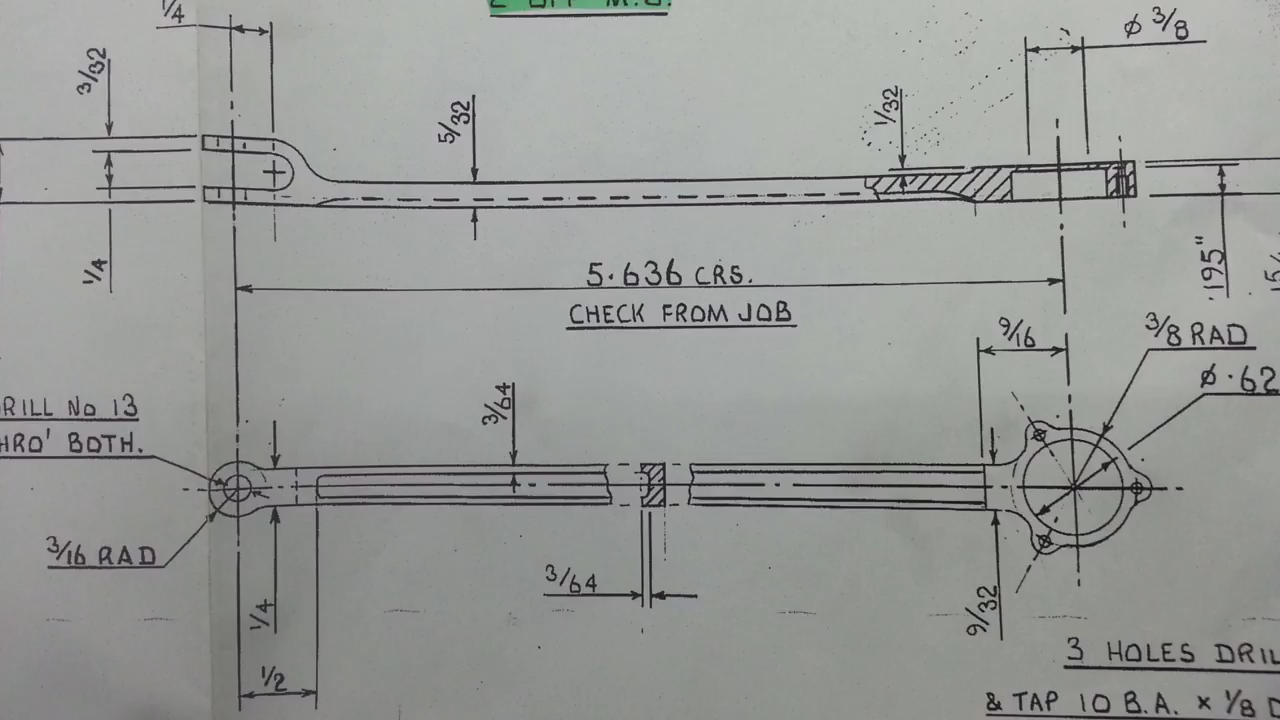 2 OFF M.S.
1/4
3/32
5/32
1/32
Ø 3/8
1/4
5.636 CRS.
CHECK FROM JOB
.195"
9/16
3/8 RAD
Ø .62
RILL No 13
HRO' BOTH.
3/64
3/16 RAD
3/64
1/4
9/32
1/2
3 HOLES DRIL
& TAP 10 B.A. × 1/8 D